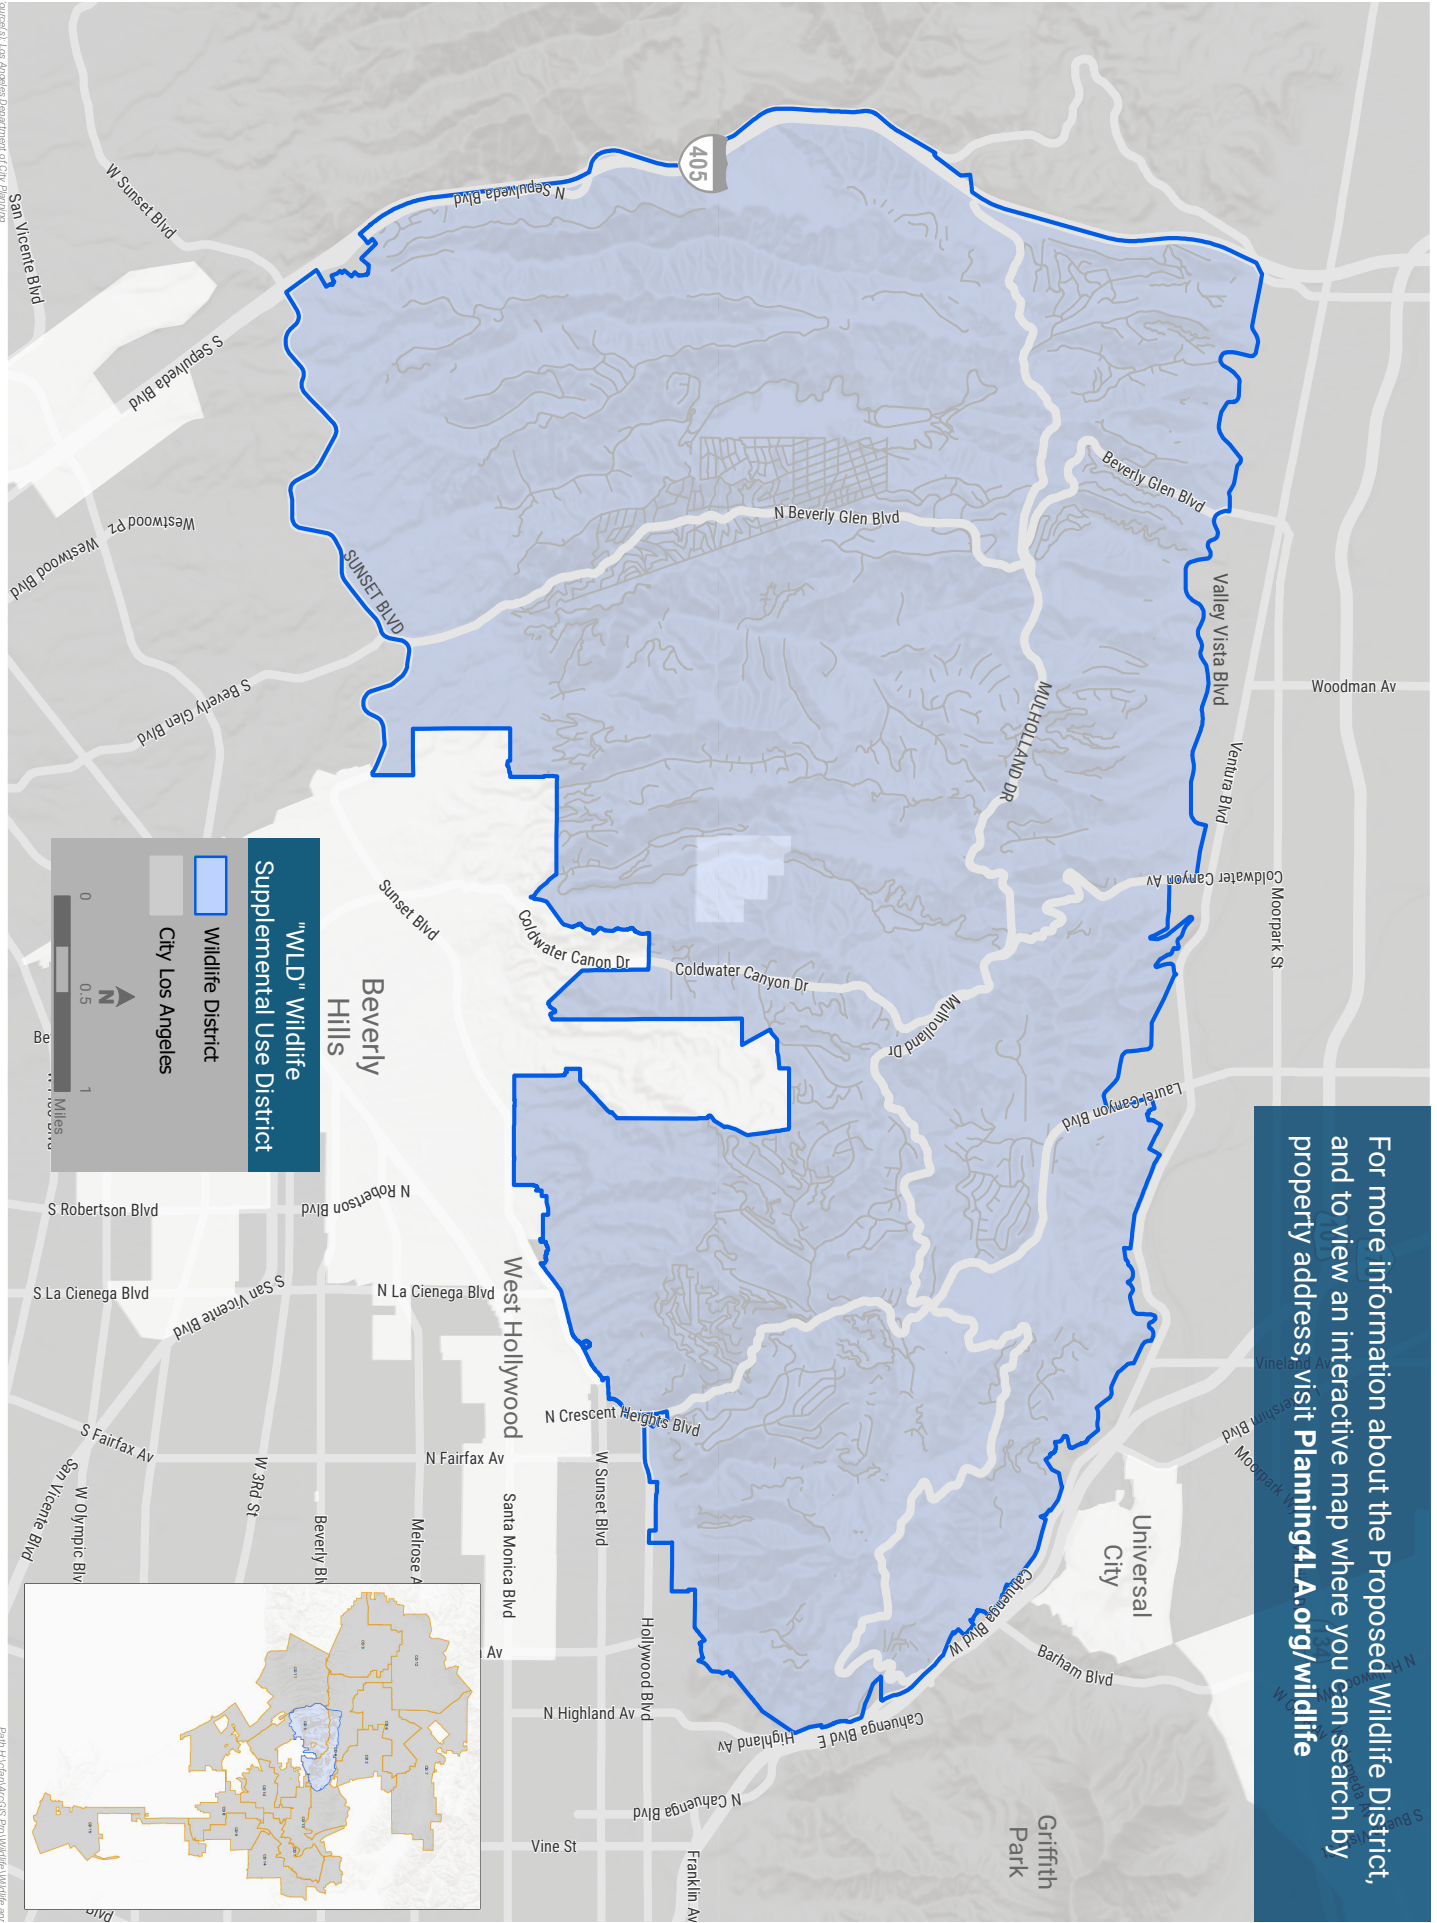 For more information about the Proposed Wildlife District,
and to view an interactive map where you can search by
property address, visit Planning4LA.org/wildlife
405
N Sepulveda Blvd
W Sunset Blvd
San Vicente Blvd
S Sepulveda Blvd
Westwood Pz
Westwood Blvd
SUNSET BLVD
S Beverly Glen Blvd
N Beverly Glen Blvd
Beverly Glen Blvd
Valley Vista Blvd
Woodman Av
Ventura Blvd
MULHOLLAND DR
Coldwater Canyon Av
Moorpark St
Coldwater Canon Dr
Coldwater Canyon Dr
Mulholland Dr
Laurel Canyon Blvd
Sunset Blvd
Beverly
Hills
N Robertson Blvd
S Robertson Blvd
N La Cienega Blvd
S La Cienega Blvd
S San Vicente Blvd
West Hollywood
N Crescent Heights Blvd
N Fairfax Av
S Fairfax Av
San Vicente Blvd
W Olympic Blv
W 3Rd St
Beverly Bl
Melrose A
Santa Monica Blvd
W Sunset Blvd
Hollywood Blvd
Av
N Highland Av
Highland Av
Cahuenga Blvd E
Cahuenga Blvd W
N Cahuenga Blvd
Vine St
Franklin Av
Barham Blvd
Universal
City
Griffith
Park
Vineland Av
"WLD" Wildlife
Supplemental Use District
Wildlife District
City Los Angeles
N
0 0.5 1
Miles